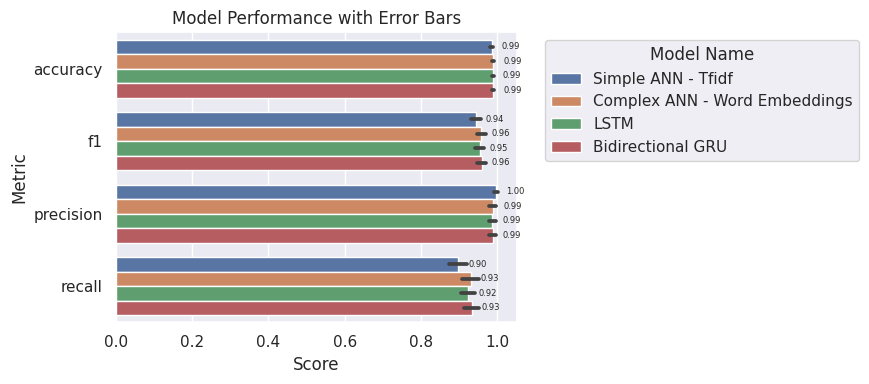 Model Performance with Error Bars
Metric
accuracy
0.99
0.99
0.99
0.99
f1
0.94
0.96
0.95
0.96
precision
1.00
0.99
0.99
0.99
recall
0.90
0.93
0.92
0.93
0.0 0.2 0.4 0.6 0.8 1.0
Score
Model Name
Simple ANN - Tfidf
Complex ANN - Word Embeddings
LSTM
Bidirectional GRU